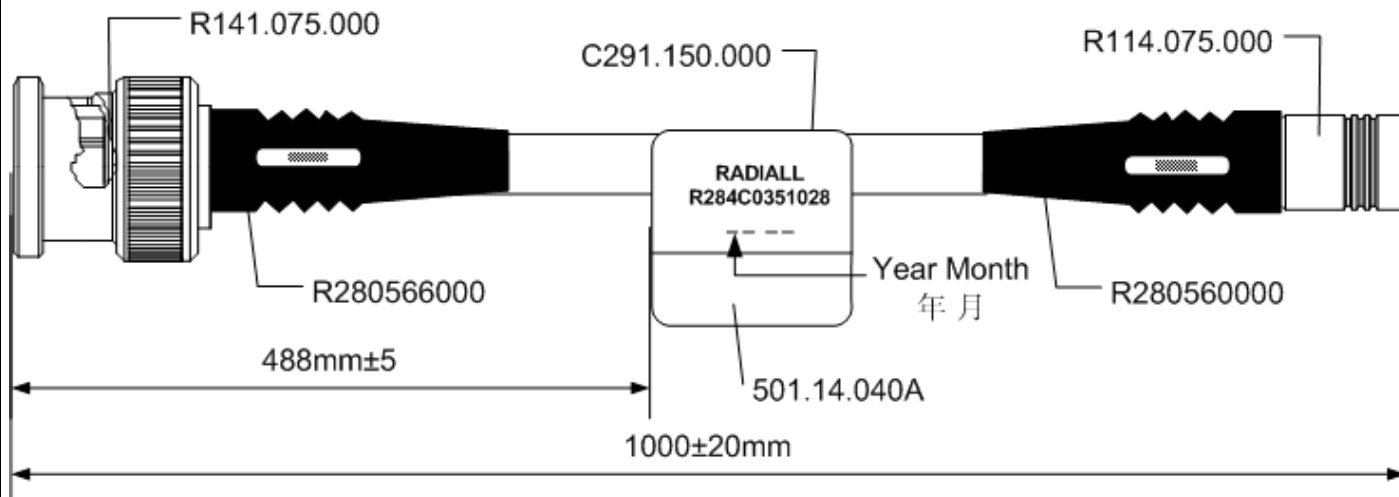 R141.075.000
C291.150.000
R114.075.000
RADIALL
R284C0351028
Year Month
年 月
R280566000
R280560000
488mm±5
501.14.040A
1000±20mm